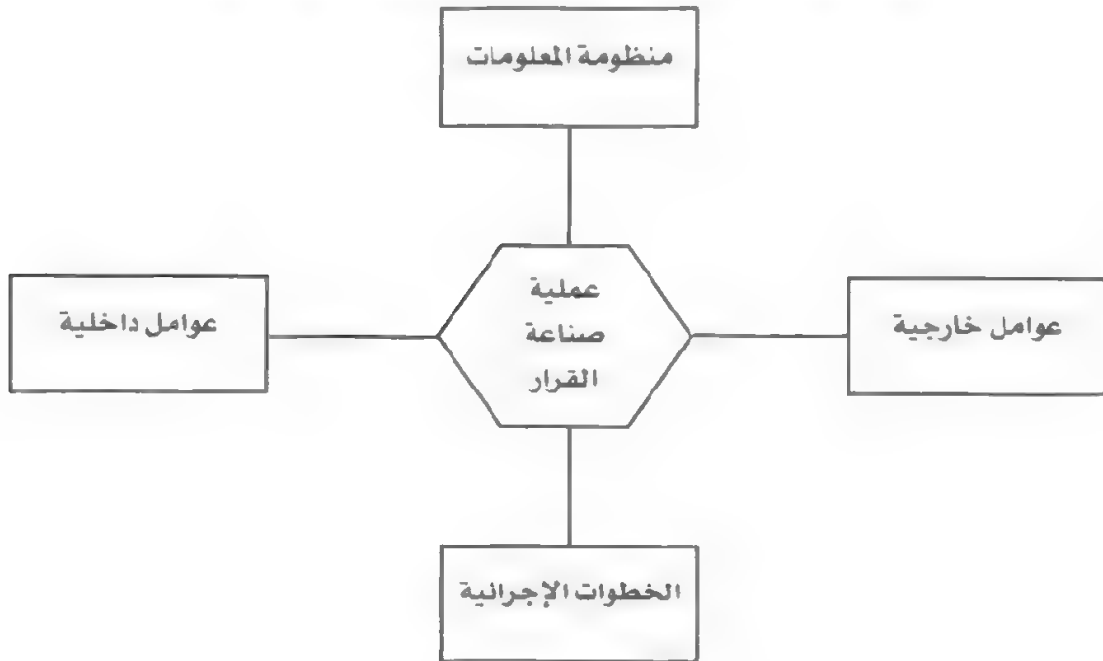 منظومة المعلومات
عوامل خارجية
عملية
صناعة
القرار
عوامل داخلية
الخطوات الإجرائية